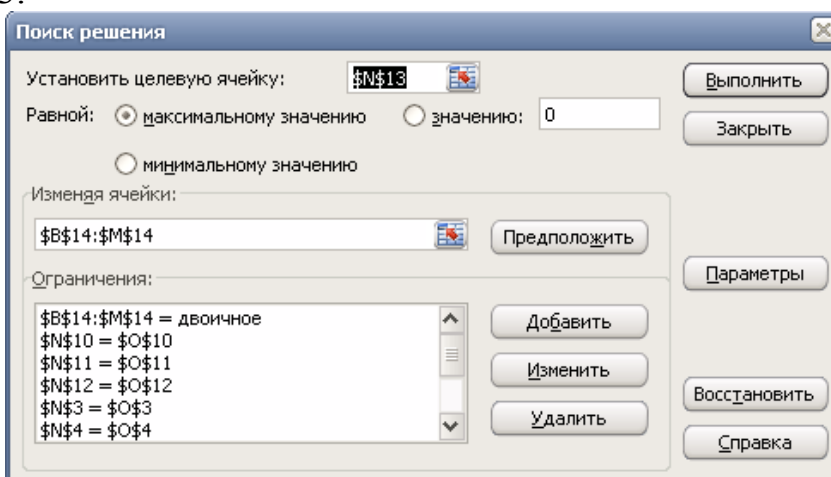 Поиск решения
Установить целевую ячейку: $N$13
Выполнить
Равной: максимальному значению значению: 0
Закрыть
минимальному значению
Изменяя ячейки:
$B$14:$M$14 Предположить
Параметры
Ограничения:
$B$14:$M$14 = двоичное
$N$10 = $O$10
$N$11 = $O$11
$N$12 = $O$12
$N$3 = $O$3
$N$4 = $O$4
Добавить
Изменить
Удалить
Восстановить
Справка